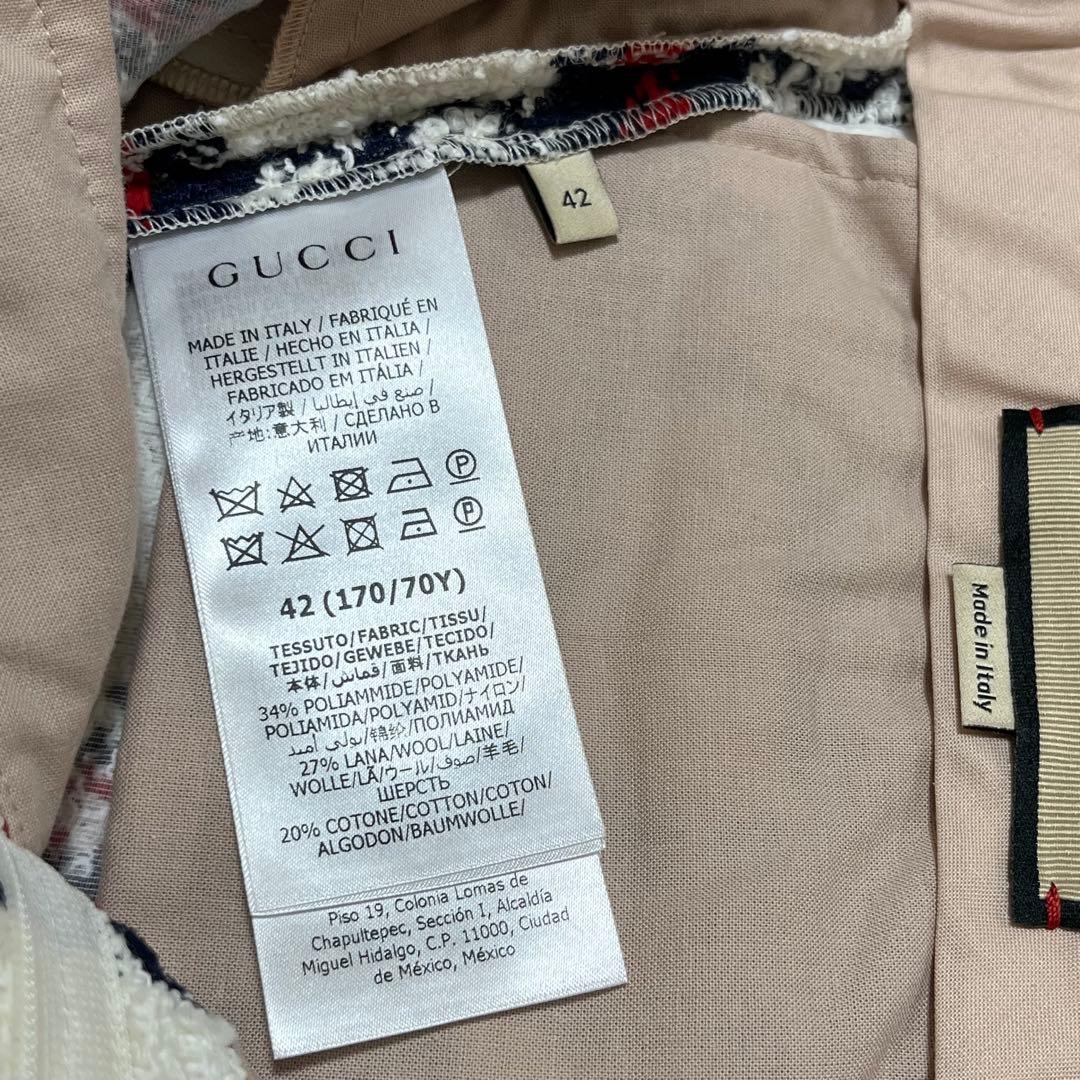 42
GUCCI
MADE IN ITALY / FABRIQUÉ EN
ITALIE / HECHO EN ITALIA /
HERGESTELLT IN ITALIEN /
FABRICADO EM ITÁLIA /
イタリア製 / صنع في إيطاليا /
产地:意大利 / СДЕЛАНО В
ИТАЛИИ
P
P
42 (170/70Y)
TESSUTO/FABRIC/TISSU/
TEJIDO/GEWEBE/TECIDO/
本体/قماش/面料/ТКАНЬ
34% POLIAMMIDE/POLYAMIDE/
POLIAMIDA/POLYAMID/ナイロン/
بولي أميد/锦纶/ПОЛИАМИД
27% LANA/WOOL/LAINE/
WOLLE/LÃ/ウール/صوف/羊毛/
ШЕРСТЬ
20% COTONE/COTTON/COTON/
ALGODON/BAUMWOLLE/
Piso 19, Colonia Lomas de
Chapultepec, Sección I, Alcaldía
Miguel Hidalgo, C.P. 11000, Ciudad
de México, México
Made in Italy